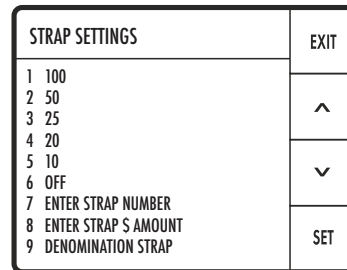 STRAP SETTINGS
EXIT
1 100
2 50
3 25
4 20
5 10
6 OFF
7 ENTER STRAP NUMBER
8 ENTER STRAP $ AMOUNT
9 DENOMINATION STRAP
SET